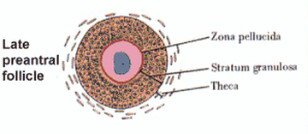 Late
preantral
follicle
Zona pellucida
Stratum granulosa
Theca